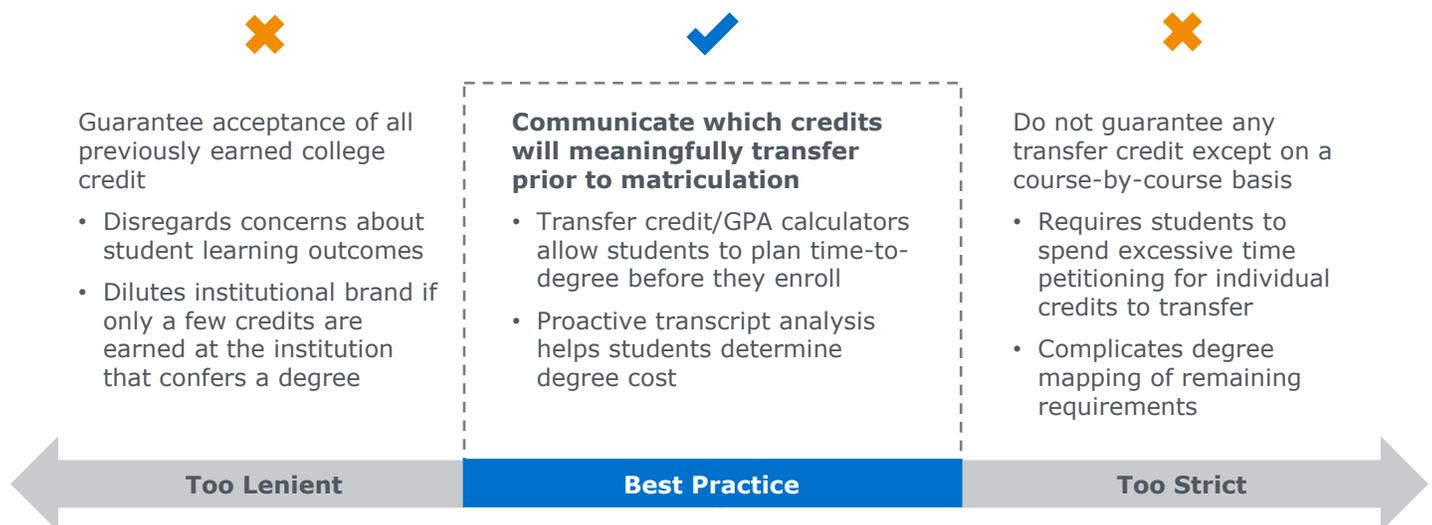 Guarantee acceptance of all
previously earned college
credit
• Disregards concerns about
student learning outcomes
• Dilutes institutional brand if
only a few credits are
earned at the institution
that confers a degree
Communicate which credits
will meaningfully transfer
prior to matriculation
• Transfer credit/GPA calculators
allow students to plan time-to-
degree before they enroll
• Proactive transcript analysis
helps students determine
degree cost
Do not guarantee any
transfer credit except on a
course-by-course basis
• Requires students to
spend excessive time
petitioning for individual
credits to transfer
• Complicates degree
mapping of remaining
requirements
Too Lenient
Best Practice
Too Strict